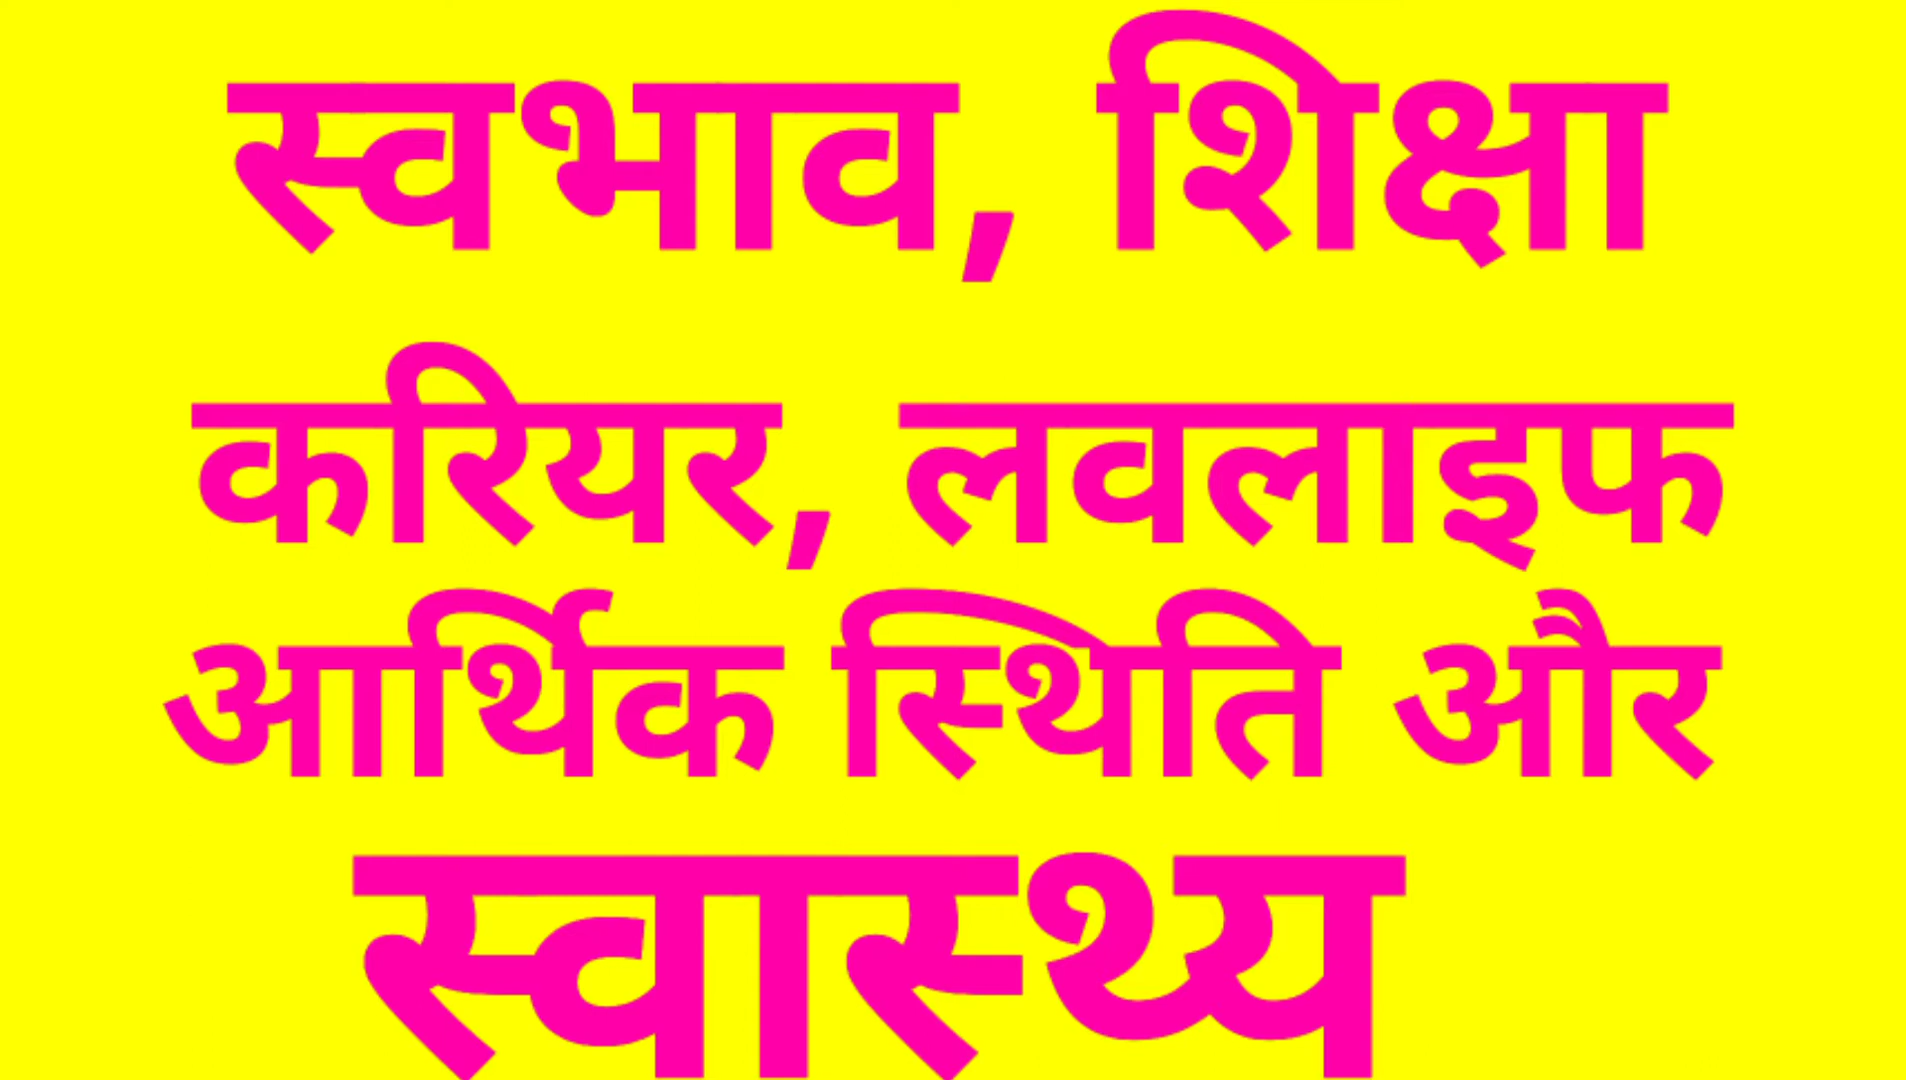 स्वभाव, शिक्षा
करियर, लवलाइफ
आर्थिक स्थिति और
स्वास्थ्य